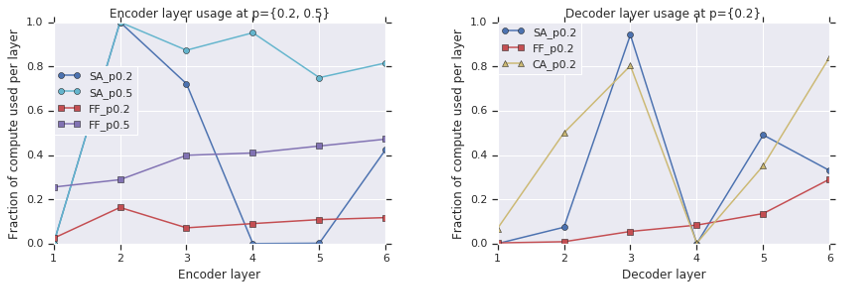 Encoder layer usage at p={0.2, 0.5}
Fraction of compute used per layer
1.0
0.8
0.6
0.4
0.2
0.0
SA_p0.2
SA_p0.5
FF_p0.2
FF_p0.5
1 2 3 4 5 6
Encoder layer
Decoder layer usage at p={0.2}
Fraction of compute used per layer
1.0
0.8
0.6
0.4
0.2
0.0
SA_p0.2
FF_p0.2
CA_p0.2
1 2 3 4 5 6
Decoder layer